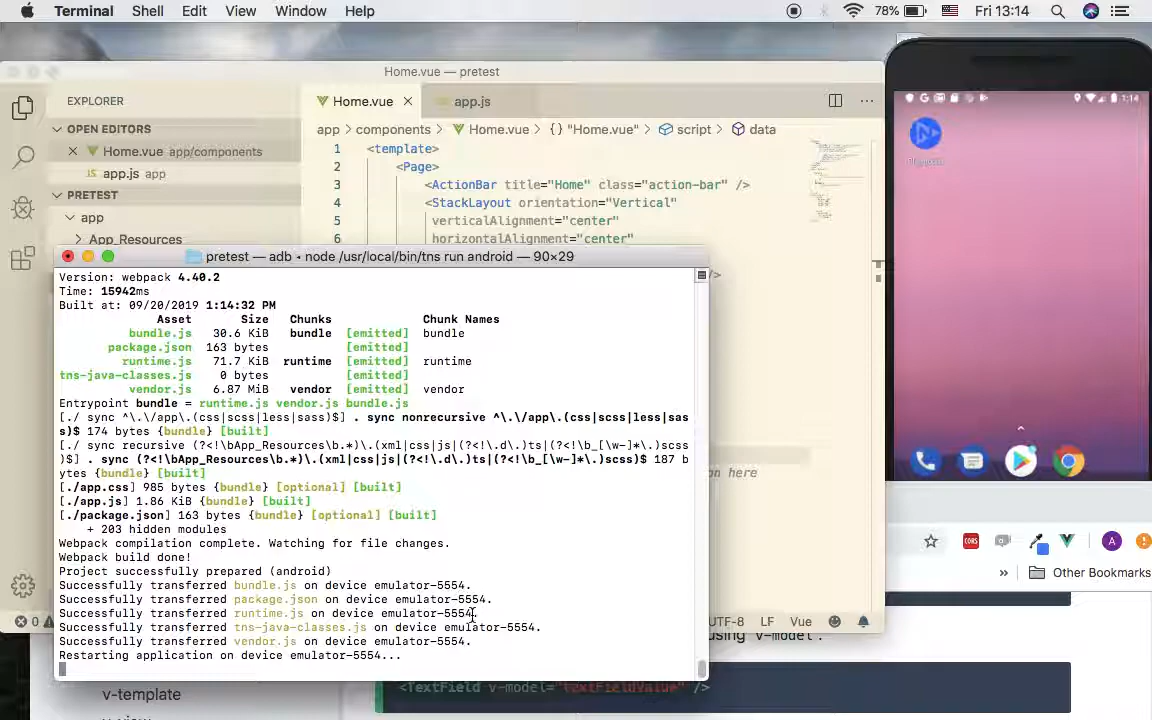 Terminal Shell Edit View Window Help 78% Fri 13:14
Home.vue — pretest
EXPLORER
OPEN EDITORS
Home.vue app/components
app.js app
PRETEST
app
App_Resources
Home.vue
app.js
app > components > Home.vue > {} "Home.vue" > script > data
1 <template>
2 <Page>
3 <ActionBar title="Home" class="action-bar" />
4 <StackLayout orientation="Vertical"
5 verticalAlignment="center"
6 horizontalAlignment="center"
/>
on here
UTF-8 LF Vue
0
pretest — adb • node /usr/local/bin/tns run android — 90×29
Version: webpack 4.40.2
Time: 15942ms
Built at: 09/20/2019 1:14:32 PM
Asset Size Chunks Chunk Names
bundle.js 30.6 KiB bundle [emitted] bundle
package.json 163 bytes [emitted]
runtime.js 71.7 KiB runtime [emitted] runtime
tns-java-classes.js 0 bytes [emitted]
vendor.js 6.87 MiB vendor [emitted] vendor
Entrypoint bundle = runtime.js vendor.js bundle.js
[./ sync ^\.\/app\.(css|scss|less|sass)$] . sync nonrecursive ^\.\/app\.(css|scss|less|sas
s)$ 174 bytes {bundle} [built]
[./ sync recursive (?<!\bApp_Resources\b.*)\.(xml|css|js|(?<!\.d\.)ts|(?<!\b_[\w-]*\.)scss
)$] . sync (?<!\bApp_Resources\b.*)\.(xml|css|js|(?<!\.d\.)ts|(?<!\b_[\w-]*\.)scss)$ 187 b
ytes {bundle} [built]
[./app.css] 985 bytes {bundle} [optional] [built]
[./app.js] 1.86 KiB {bundle} [built]
[./package.json] 163 bytes {bundle} [optional] [built]
+ 203 hidden modules
Webpack compilation complete. Watching for file changes.
Webpack build done!
Project successfully prepared (android)
Successfully transferred bundle.js on device emulator-5554.
Successfully transferred package.json on device emulator-5554.
Successfully transferred runtime.js on device emulator-5554.
Successfully transferred tns-java-classes.js on device emulator-5554.
Successfully transferred vendor.js on device emulator-5554.
Restarting application on device emulator-5554...
1:14
CORS
A
» Other Bookmarks
using v-model.
<TextField v-model="textFieldValue" />
v-template